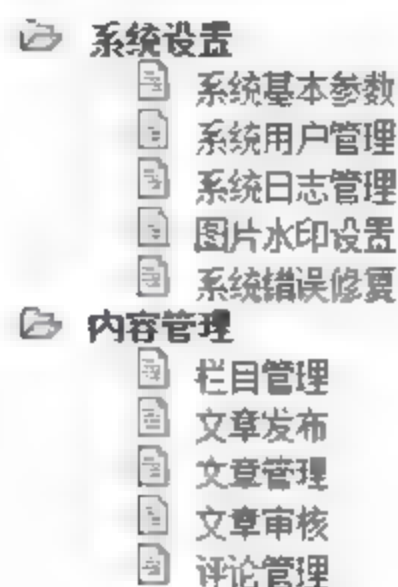 系统设置
系统基本参数
系统用户管理
系统日志管理
图片水印设置
系统错误修复
内容管理
栏目管理
文章发布
文章管理
文章审核
评论管理